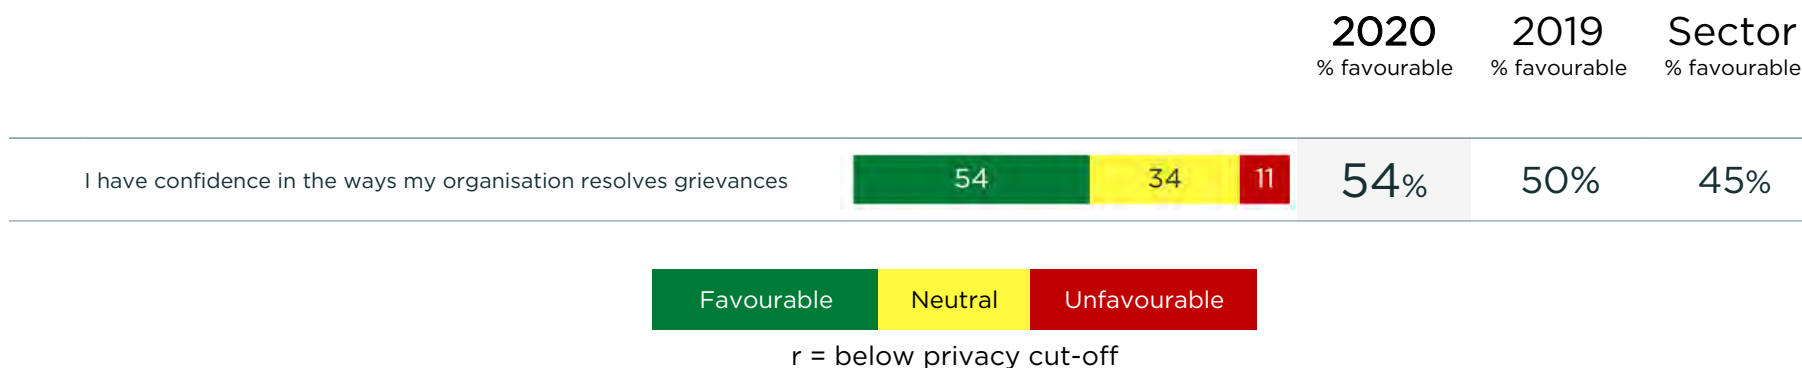 2020 2019 Sector
% favourable % favourable % favourable
I have confidence in the ways my organisation resolves grievances 54 34 11 54% 50% 45%
Favourable Neutral Unfavourable
r = below privacy cut-off